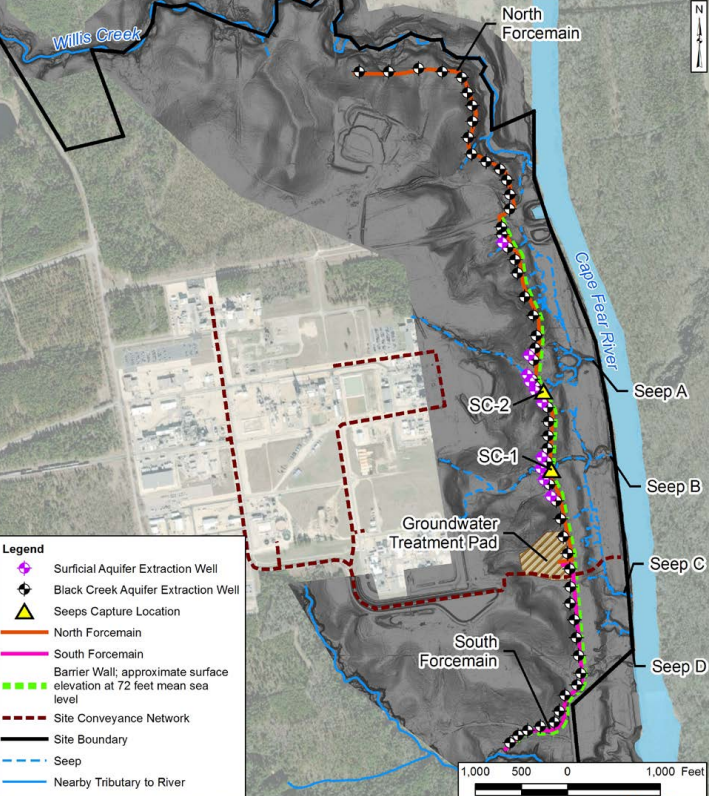 North
Forcemain
N
Willis Creek
Cape Fear River
Seep A
SC-2
SC-1
Seep B
Groundwater
Treatment Pad
Seep C
South
Forcemain
Seep D
Legend
Surficial Aquifer Extraction Well
Black Creek Aquifer Extraction Well
Seeps Capture Location
North Forcemain
South Forcemain
Barrier Wall; approximate surface
elevation at 72 feet mean sea
level
Site Conveyance Network
Site Boundary
Seep
Nearby Tributary to River
1,000 500 0 1,000 Feet